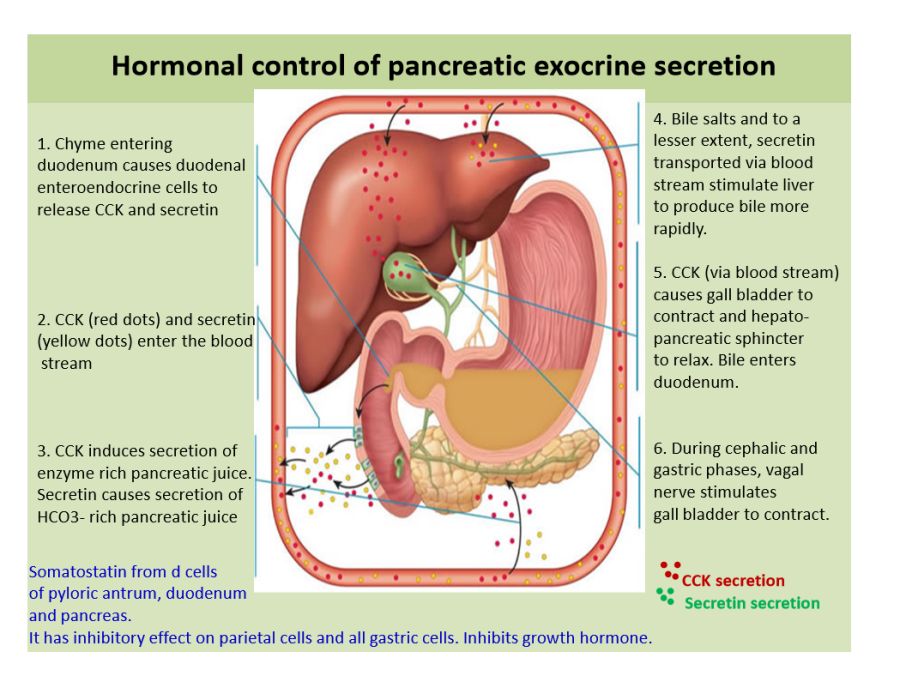 Hormonal control of pancreatic exocrine secretion
1. Chyme entering
duodenum causes duodenal
enteroendocrine cells to
release CCK and secretin
2. CCK (red dots) and secretin
(yellow dots) enter the blood
stream
3. CCK induces secretion of
enzyme rich pancreatic juice.
Secretin causes secretion of
HCO3- rich pancreatic juice
4. Bile salts and to a
lesser extent, secretin
transported via blood
stream stimulate liver
to produce bile more
rapidly.
5. CCK (via blood stream)
causes gall bladder to
contract and hepato-
pancreatic sphincter
to relax. Bile enters
duodenum.
6. During cephalic and
gastric phases, vagal
nerve stimulates
gall bladder to contract.
CCK secretion
Secretin secretion
Somatostatin from d cells
of pyloric antrum, duodenum
and pancreas.
It has inhibitory effect on parietal cells and all gastric cells. Inhibits growth hormone.